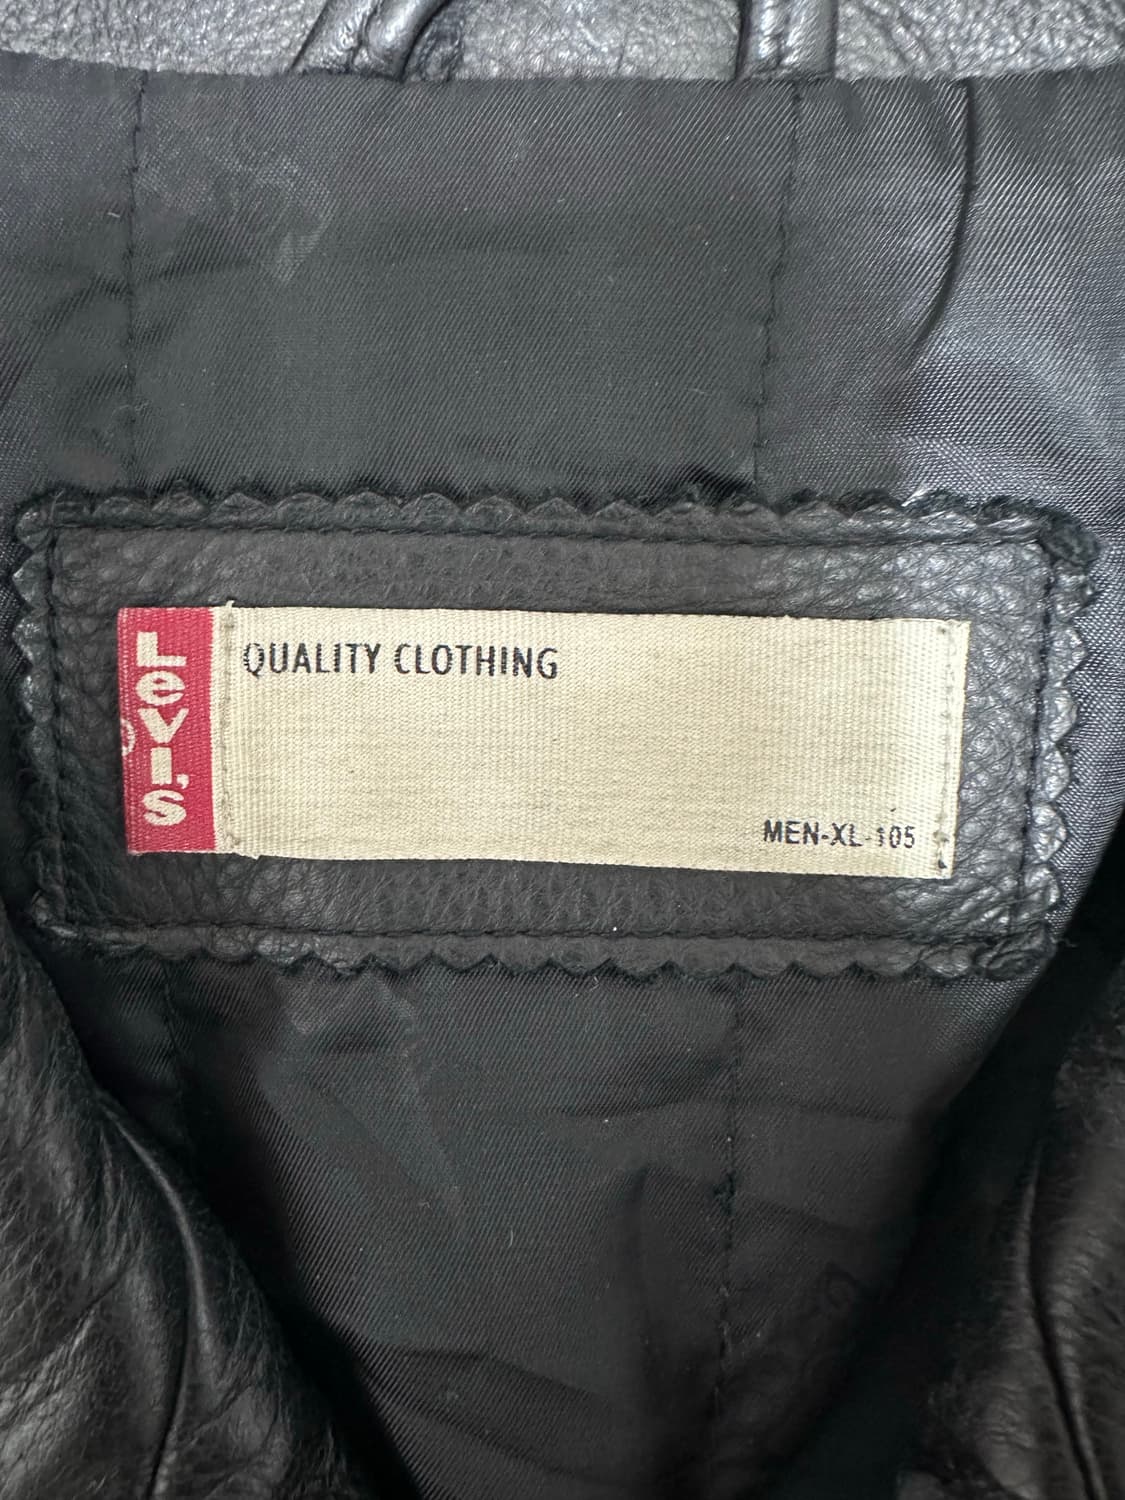 Levi's
QUALITY CLOTHING
MEN-XL-105